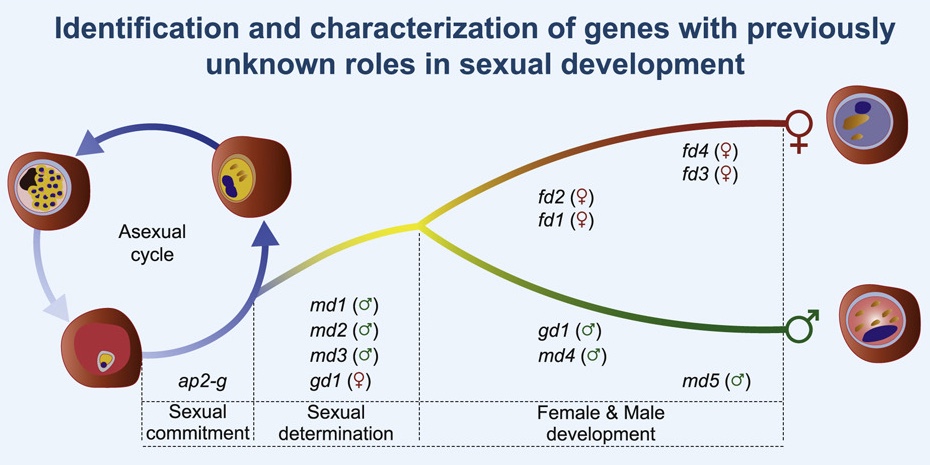 Identification and characterization of genes with previously
unknown roles in sexual development
Asexual
cycle
fd4 (♀)
fd3 (♀)
fd2 (♀)
fd1 (♀)
md1 (♂)
md2 (♂)
md3 (♂)
gd1 (♀)
gd1 (♂)
md4 (♂)
md5 (♂)
ap2-g
Sexual
commitment
Sexual
determination
Female & Male
development